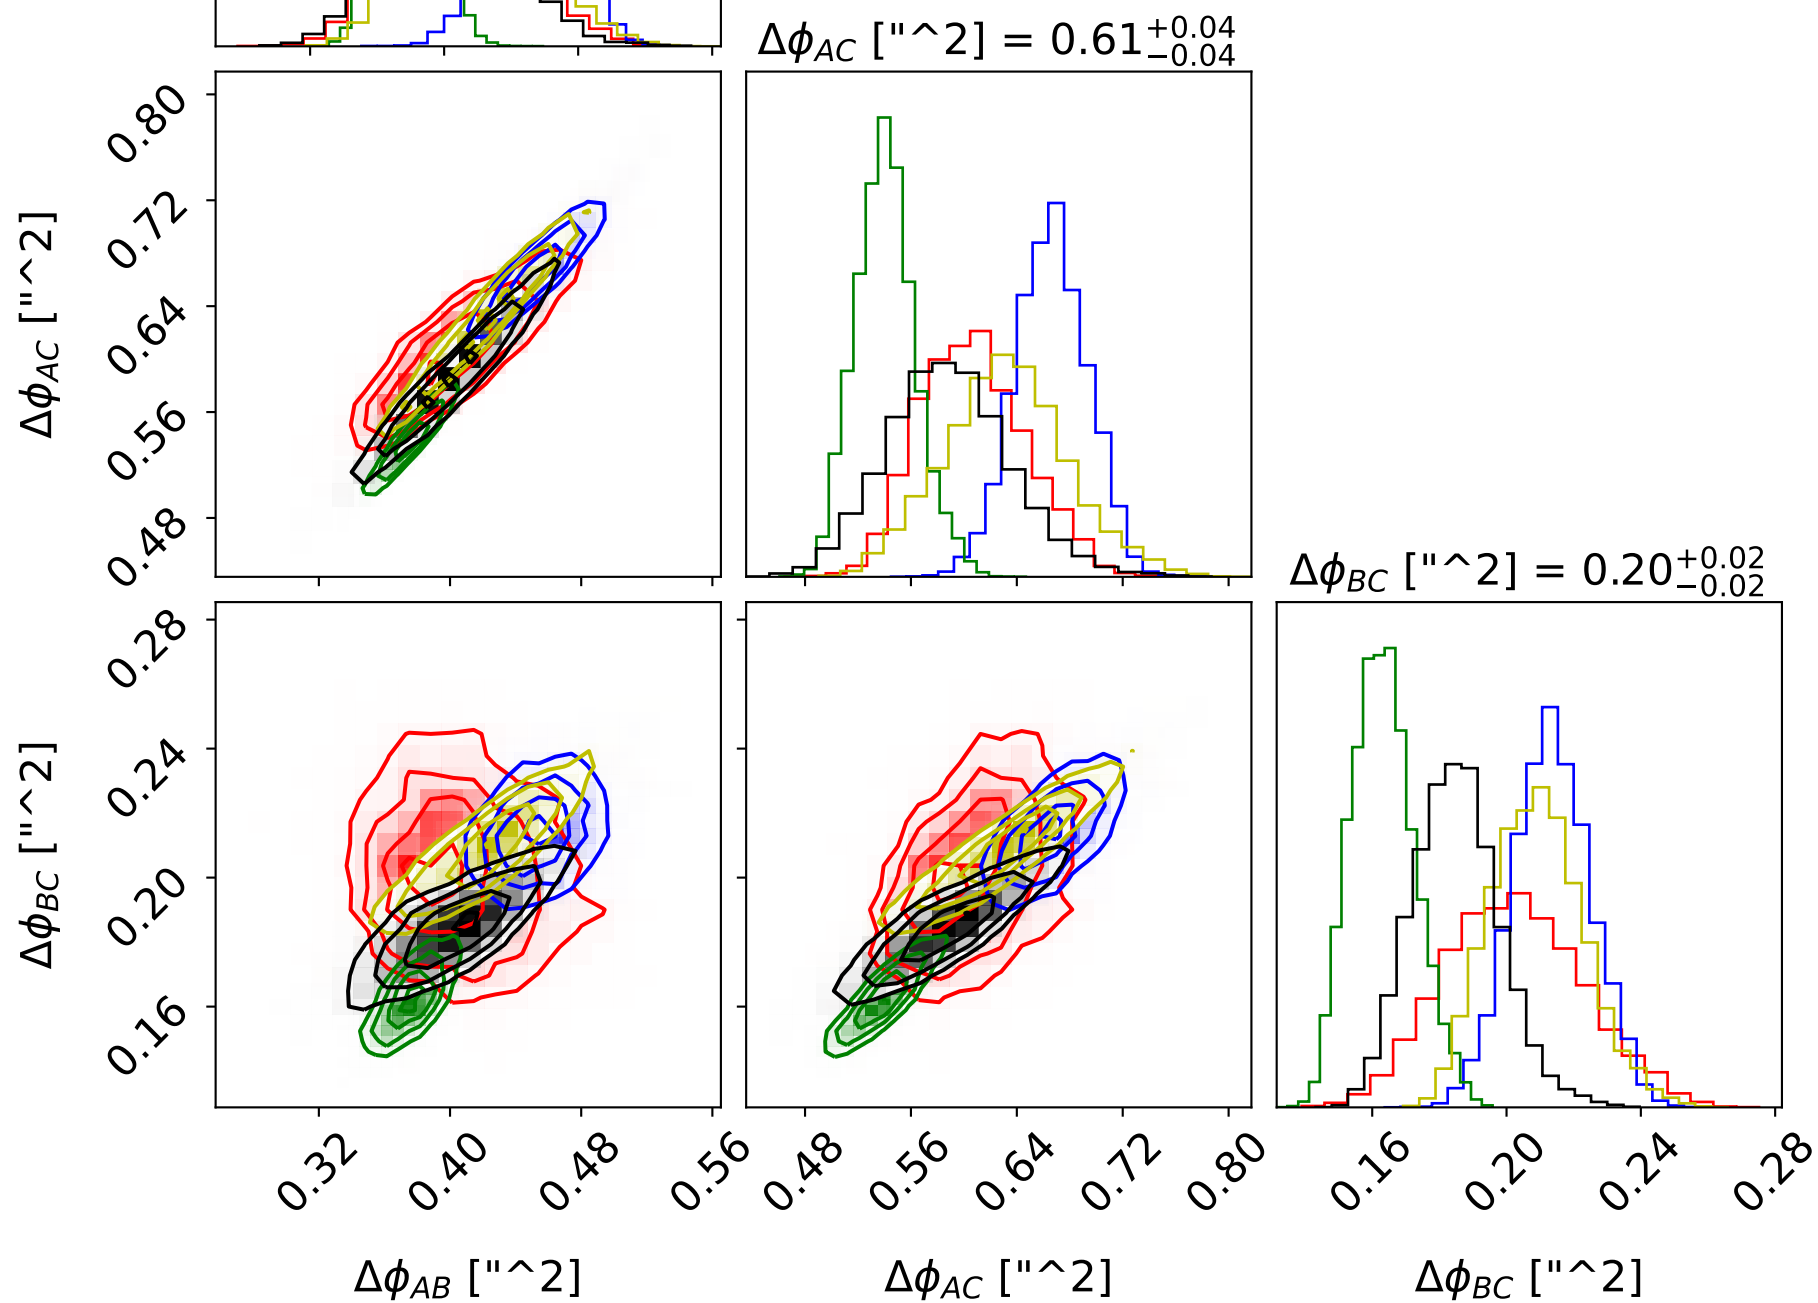 Δϕ_AC ["^2] = 0.61^{+0.04}_{−0.04}
0.80
0.72
0.64
0.56
0.48
Δϕ_AC ["^2]
Δϕ_BC ["^2] = 0.20^{+0.02}_{−0.02}
0.28
0.24
0.20
0.16
Δϕ_BC ["^2]
0.32 0.40 0.48 0.56
0.48 0.56 0.64 0.72 0.80
0.16 0.20 0.24 0.28
Δϕ_AB ["^2]
Δϕ_AC ["^2]
Δϕ_BC ["^2]